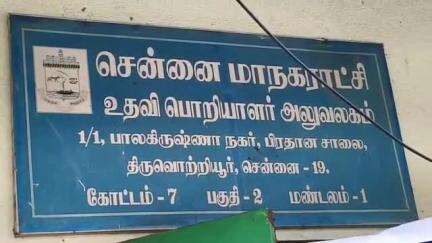 சென்னை மாநகராட்சி
உதவி பொறியாளர் அலுவலகம்
1/1, பாலகிருஷ்ணா நகர், பிரதான சாலை,
திருவொற்றியூர், சென்னை - 19.
கோட்டம் - 7 பகுதி - 2 மண்டலம் - 1